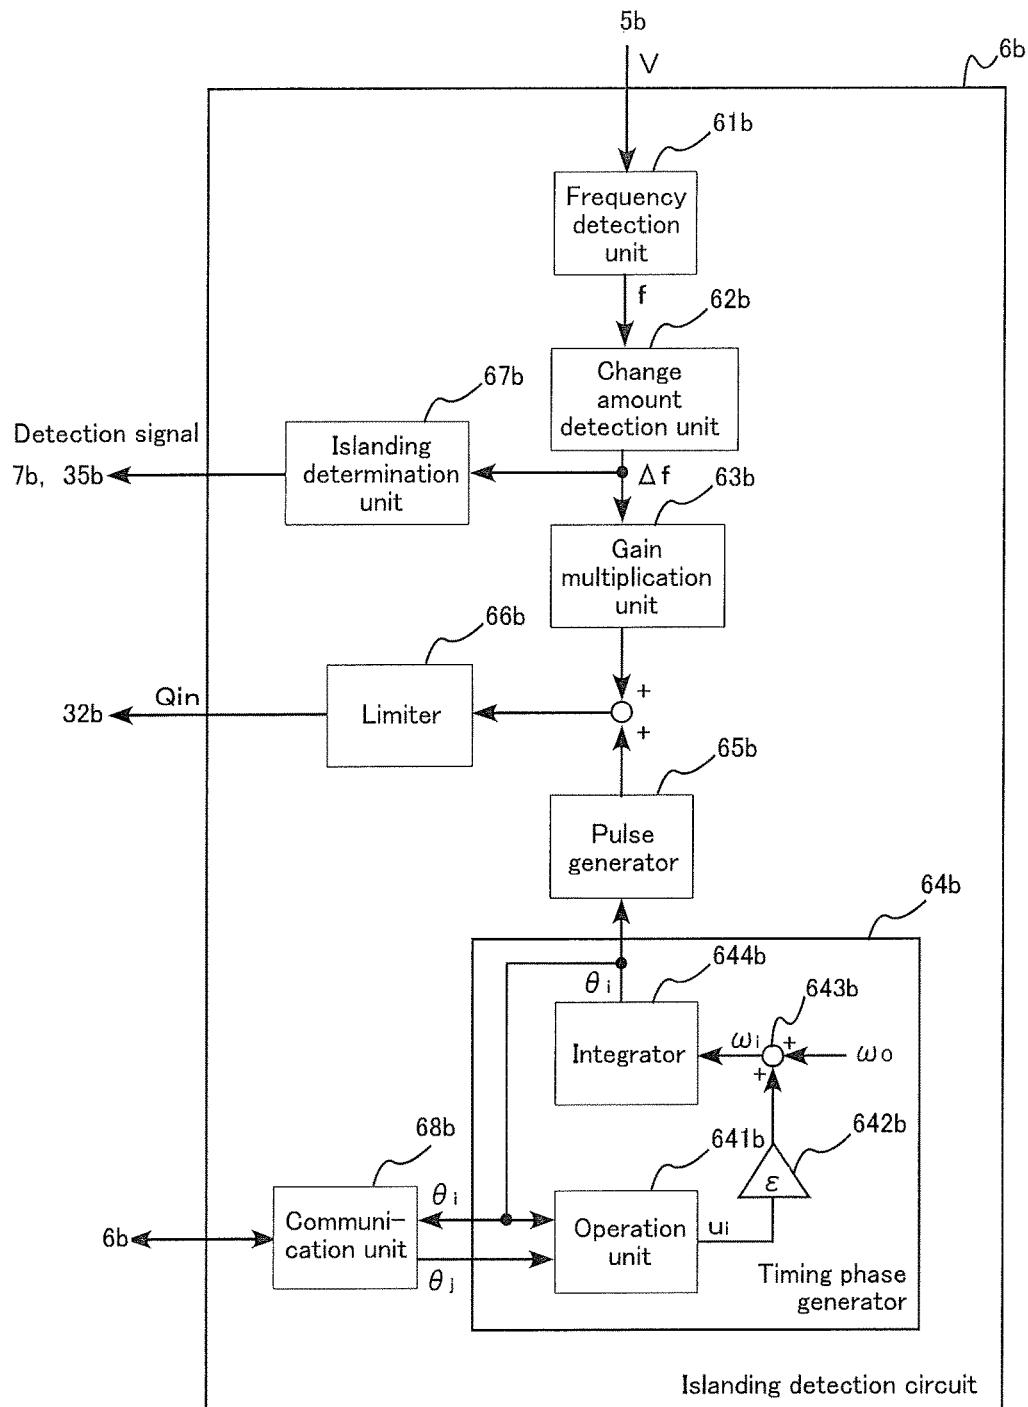 5b
V
6b
61b
Frequency
detection
unit
f
62b
Change
amount
detection unit
67b
Detection signal
7b, 35b
Islanding
determination
unit
Δf
63b
Gain
multiplication
unit
66b
Qin
32b
Limiter
+
+
65b
Pulse
generator
64b
θi
644b
643b
Integrator
ωi
+
+
ωo
68b
641b
642b
ε
θi
6b
Communi-
cation unit
Operation
unit
ui
θj
Timing phase
generator
Islanding detection circuit